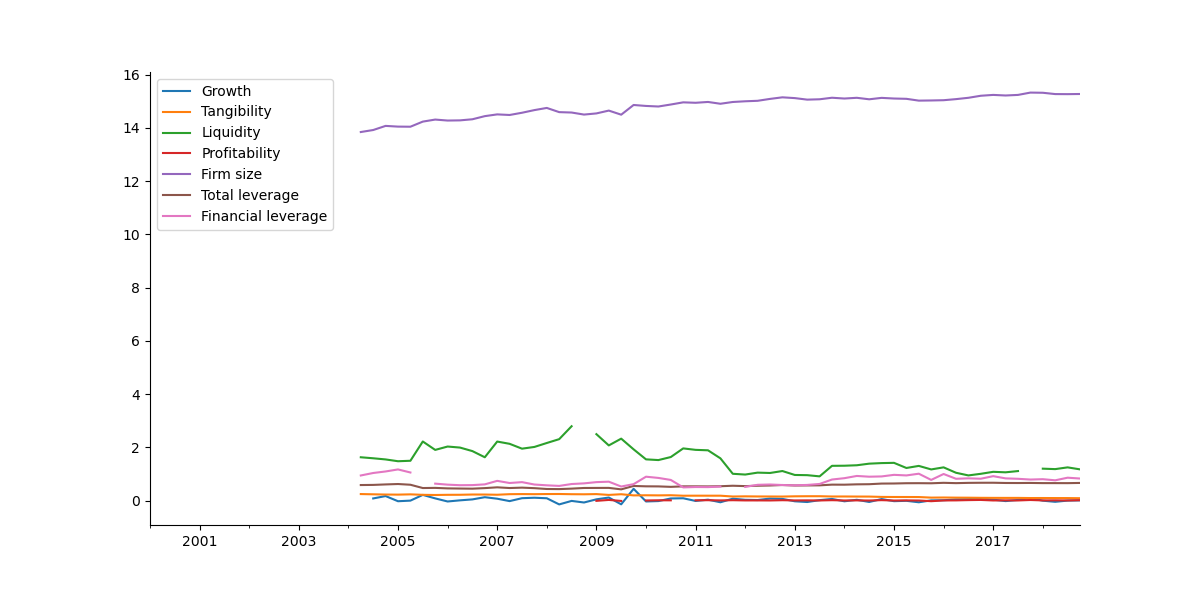 16
14
12
10
8
6
4
2
0
Growth
Tangibility
Liquidity
Profitability
Firm size
Total leverage
Financial leverage
2001 2003 2005 2007 2009 2011 2013 2015 2017